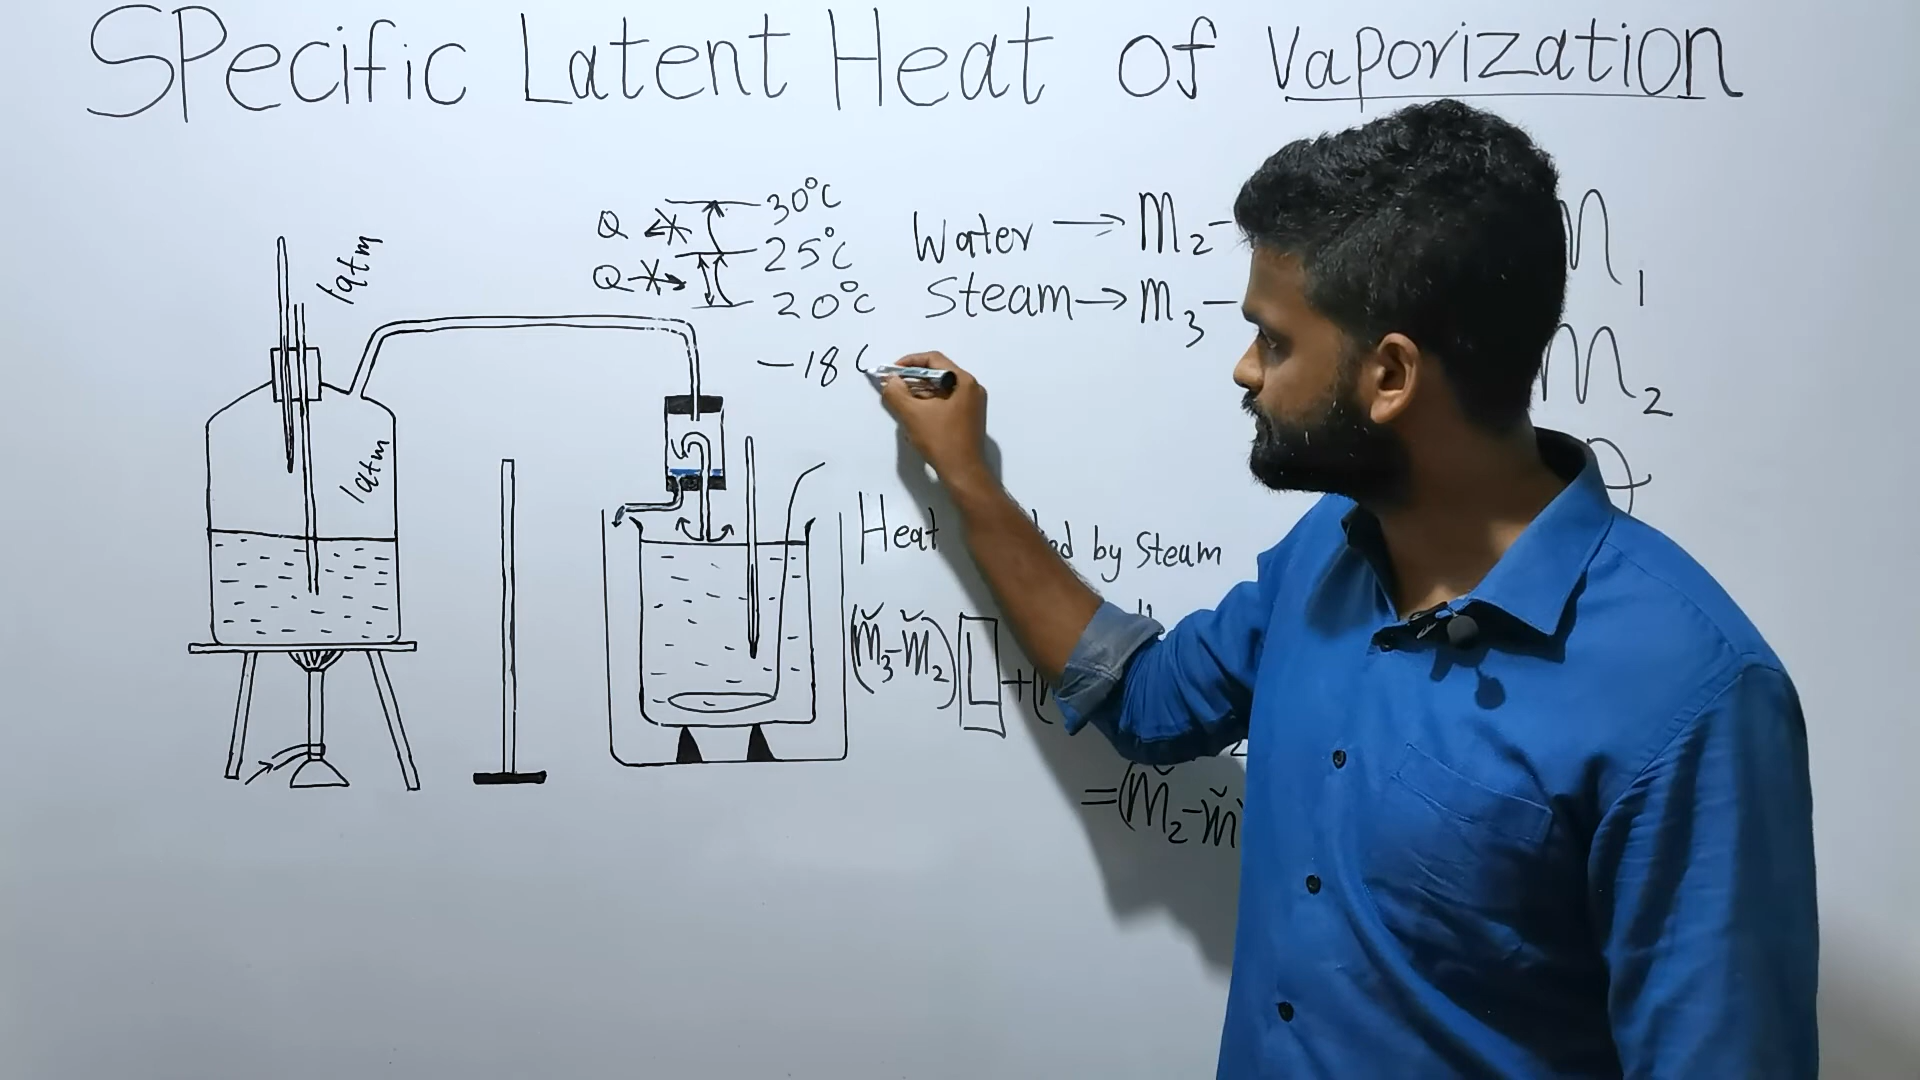 SPecific Latent Heat of Vaporization
Q 30°C
25°C
Q 20°C
-18 C
Water → M₂ -
Steam → m₃ -
M₁
M₂
1atm
1atm
Heat by Steam
(m₃-m₂) L +(
=(m₂-m